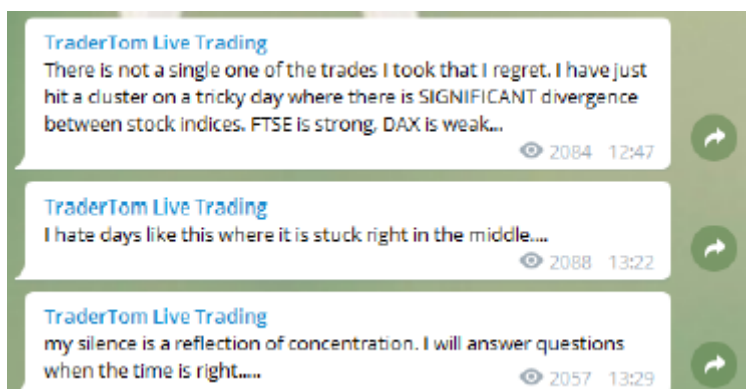 TraderTom Live Trading
There is not a single one of the trades I took that I regret. I have just
hit a cluster on a tricky day where there is SIGNIFICANT divergence
between stock indices. FTSE is strong, DAX is weak...
2084 12:47
TraderTom Live Trading
I hate days like this where it is stuck right in the middle....
2088 13:22
TraderTom Live Trading
my silence is a reflection of concentration. I will answer questions
when the time is right.....
2057 13:29